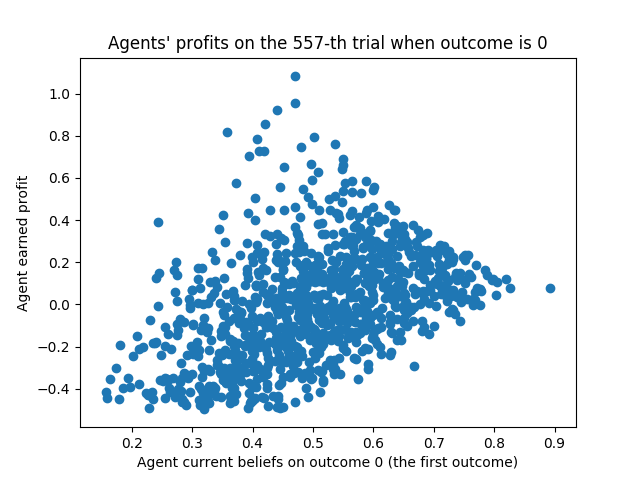 Agents' profits on the 557-th trial when outcome is 0
1.0
0.8
0.6
0.4
0.2
0.0
−0.2
−0.4
Agent earned profit
0.2 0.3 0.4 0.5 0.6 0.7 0.8 0.9
Agent current beliefs on outcome 0 (the first outcome)